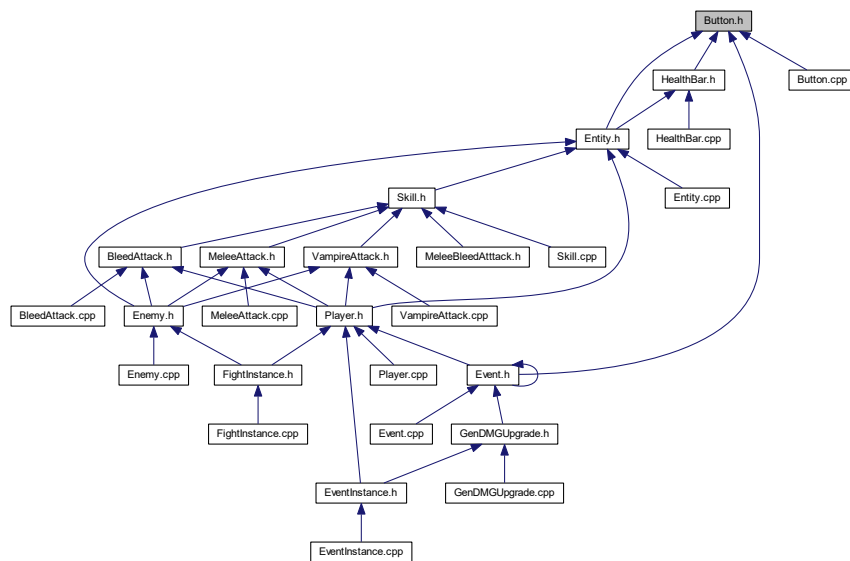 Button.h
HealthBar.h
Button.cpp
Entity.h
HealthBar.cpp
Skill.h
Entity.cpp
BleedAttack.h
MeleeAttack.h
VampireAttack.h
MeleeBleedAtttack.h
Skill.cpp
BleedAttack.cpp
Enemy.h
MeleeAttack.cpp
Player.h
VampireAttack.cpp
Enemy.cpp
FightInstance.h
Player.cpp
Event.h
FightInstance.cpp
Event.cpp
GenDMGUpgrade.h
EventInstance.h
GenDMGUpgrade.cpp
EventInstance.cpp